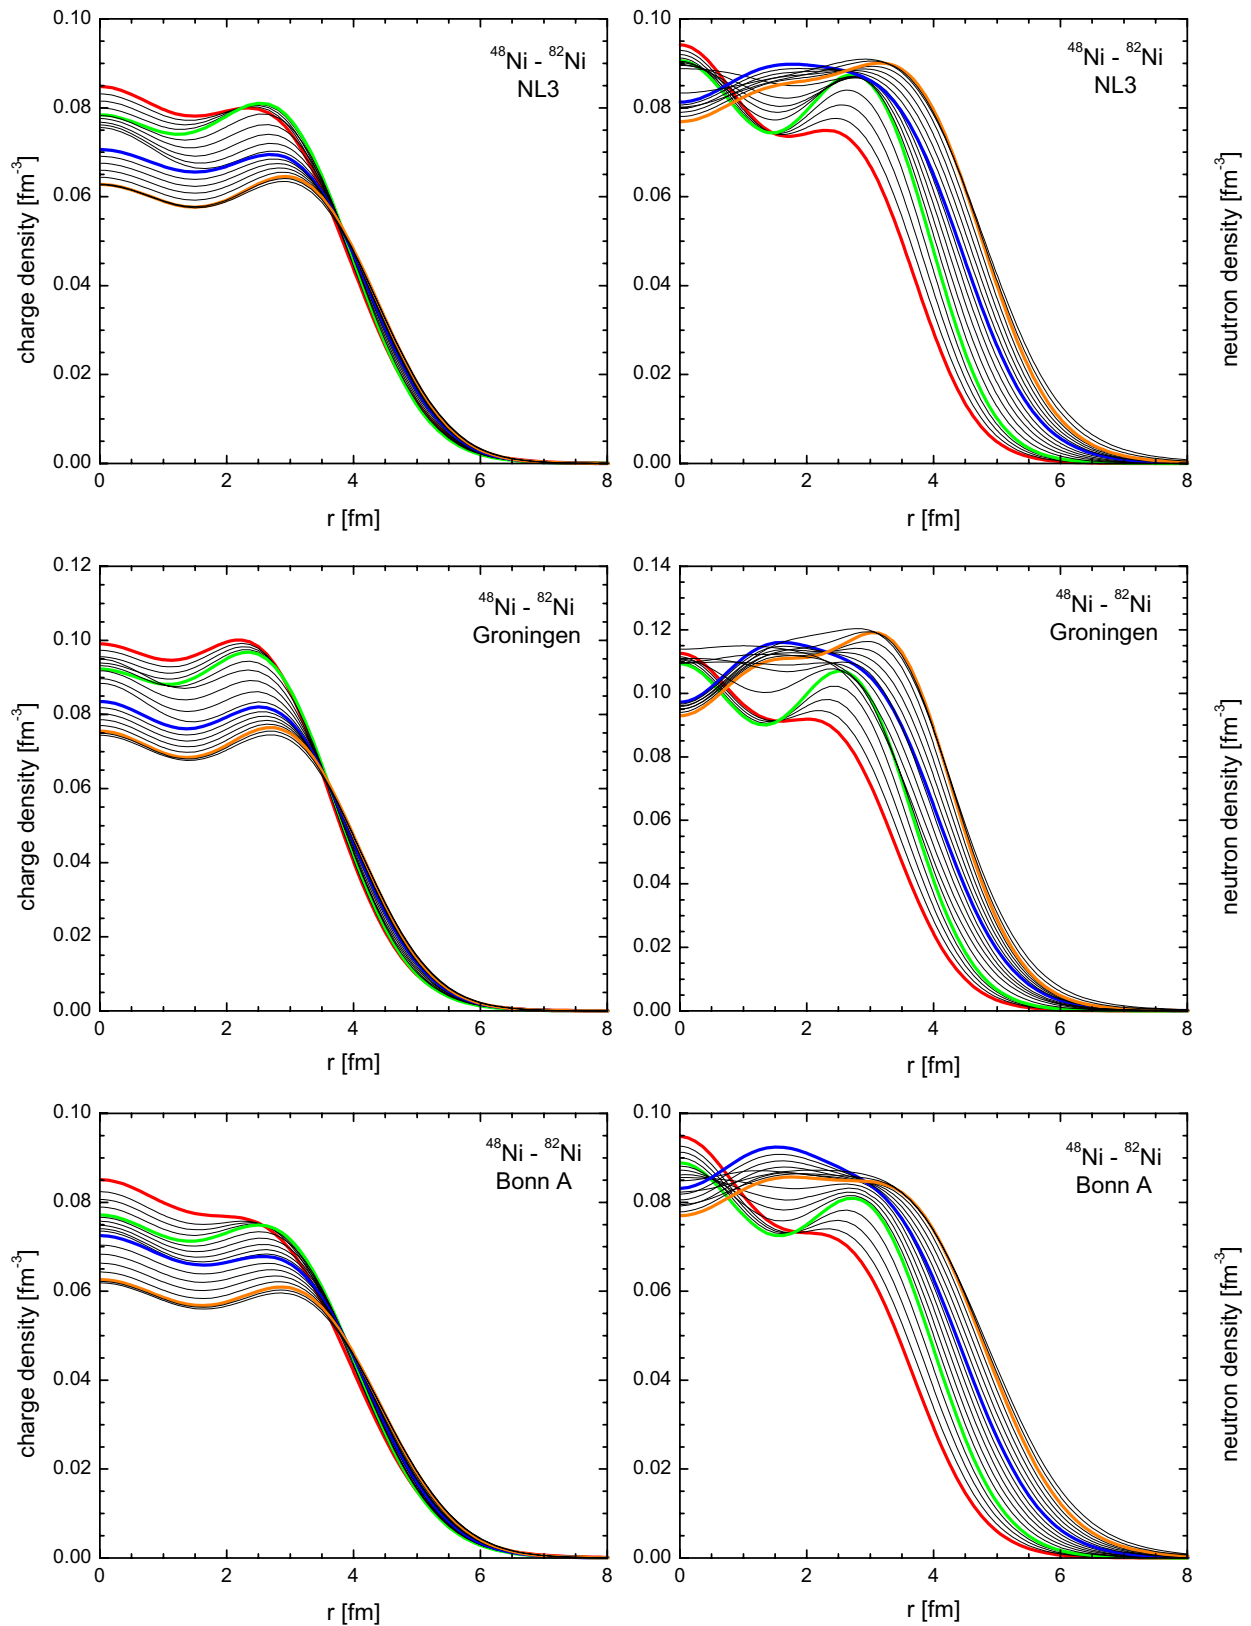 0.10
0.08
0.06
0.04
0.02
0.00
charge density [fm⁻³]
⁴⁸Ni - ⁸²Ni
NL3
0 2 4 6 8
r [fm]
0.10
0.08
0.06
0.04
0.02
0.00
⁴⁸Ni - ⁸²Ni
NL3
neutron density [fm⁻³]
0 2 4 6 8
r [fm]
0.12
0.10
0.08
0.06
0.04
0.02
0.00
charge density [fm⁻³]
⁴⁸Ni - ⁸²Ni
Groningen
0 2 4 6 8
r [fm]
0.14
0.12
0.10
0.08
0.06
0.04
0.02
0.00
⁴⁸Ni - ⁸²Ni
Groningen
neutron density [fm⁻³]
0 2 4 6 8
r [fm]
0.10
0.08
0.06
0.04
0.02
0.00
charge density [fm⁻³]
⁴⁸Ni - ⁸²Ni
Bonn A
0 2 4 6 8
r [fm]
0.10
0.08
0.06
0.04
0.02
0.00
⁴⁸Ni - ⁸²Ni
Bonn A
neutron density [fm⁻³]
0 2 4 6 8
r [fm]